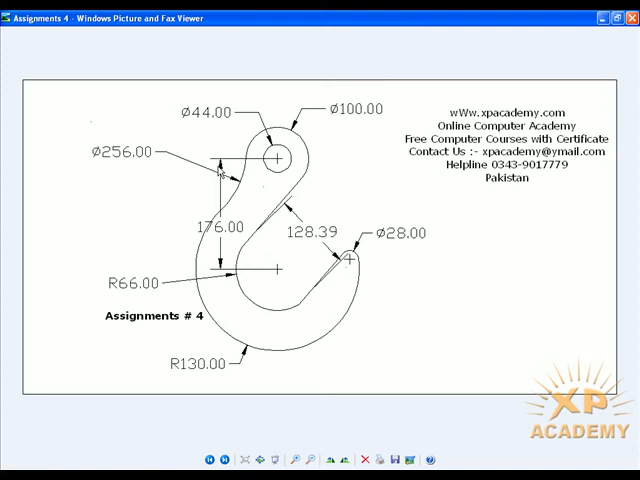 Assignments 4 - Windows Picture and Fax Viewer
Ø44.00
Ø100.00
wWw.xpacademy.com
Online Computer Academy
Free Computer Courses with Certificate
Contact Us :- xpacademy@ymail.com
Helpline 0343-9017779
Pakistan
Ø256.00
176.00
128.39
Ø28.00
R66.00
Assignments # 4
R130.00
XP
ACADEMY